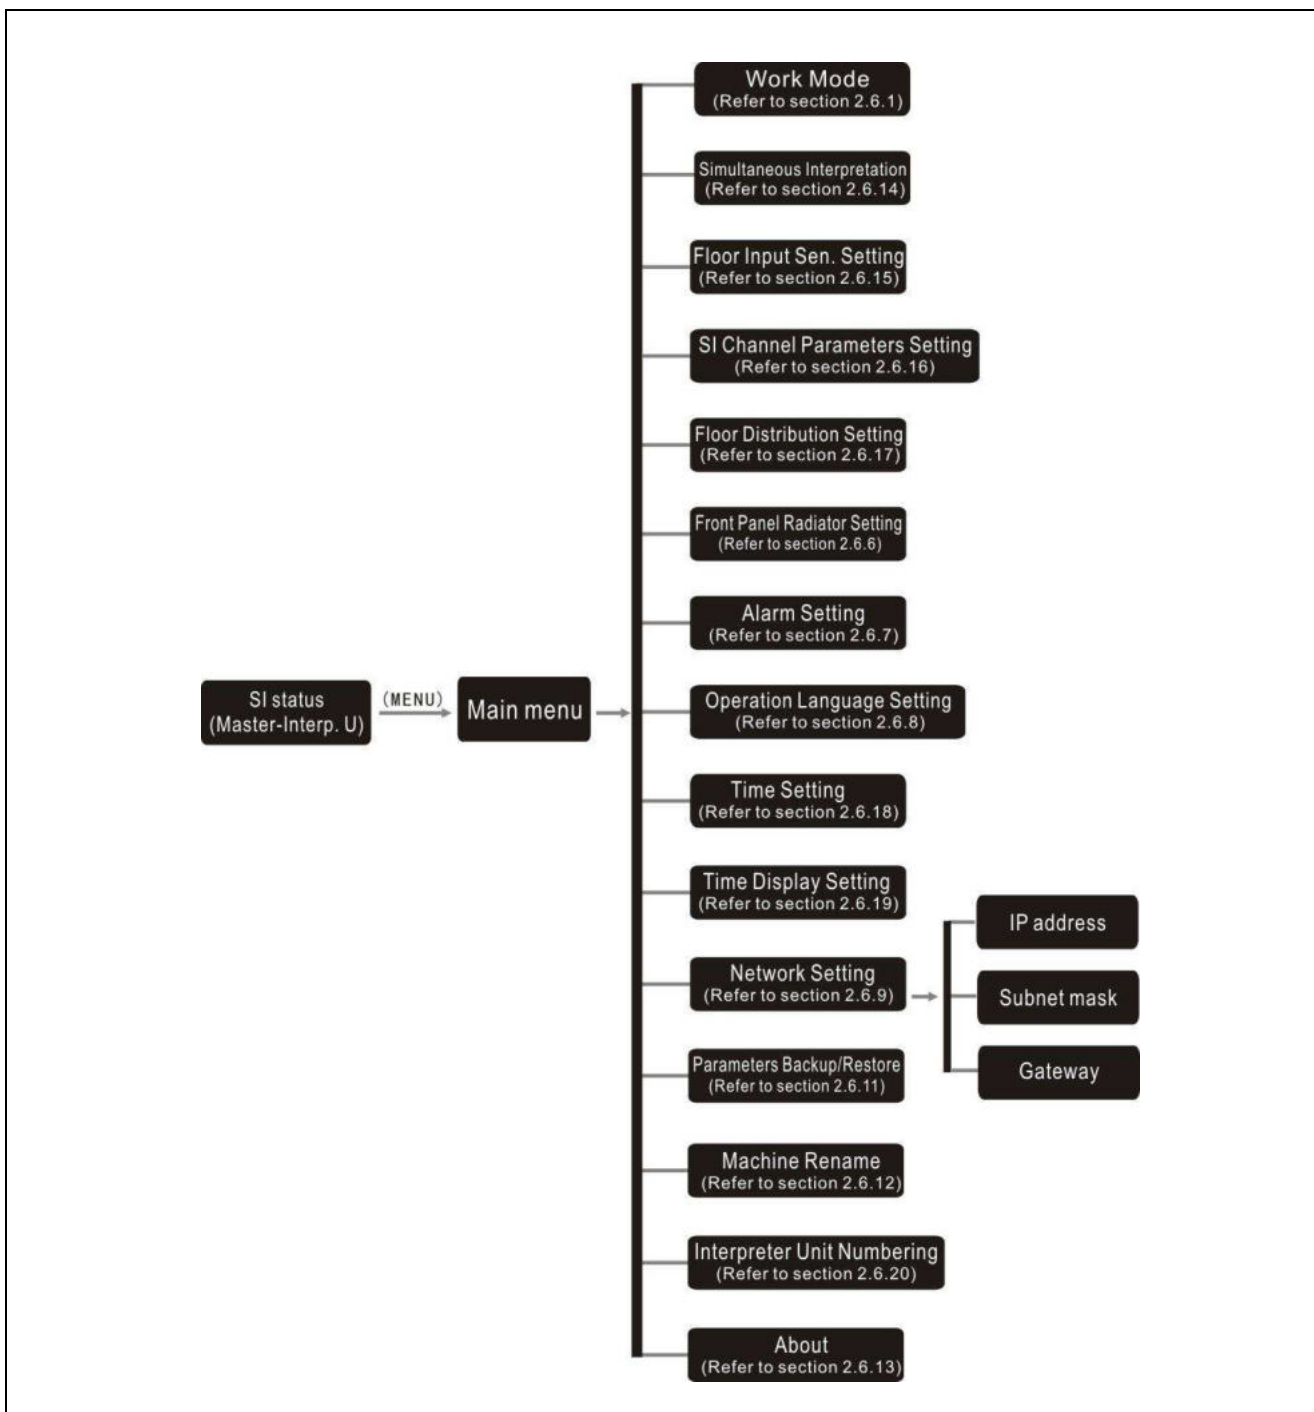 Work Mode
(Refer to section 2.6.1)
Simultaneous Interpretation
(Refer to section 2.6.14)
Floor Input Sen. Setting
(Refer to section 2.6.15)
SI Channel Parameters Setting
(Refer to section 2.6.16)
Floor Distribution Setting
(Refer to section 2.6.17)
Front Panel Radiator Setting
(Refer to section 2.6.6)
Alarm Setting
(Refer to section 2.6.7)
SI status
(Master-Interp. U)
(MENU)
Main menu
Operation Language Setting
(Refer to section 2.6.8)
Time Setting
(Refer to section 2.6.18)
Time Display Setting
(Refer to section 2.6.19)
Network Setting
(Refer to section 2.6.9)
IP address
Subnet mask
Gateway
Parameters Backup/Restore
(Refer to section 2.6.11)
Machine Rename
(Refer to section 2.6.12)
Interpreter Unit Numbering
(Refer to section 2.6.20)
About
(Refer to section 2.6.13)